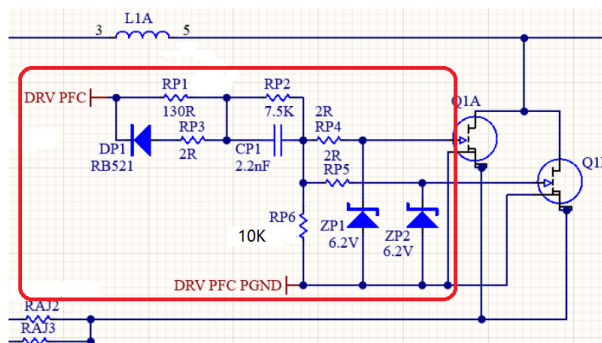 L1A
3 5
DRV PFC
RP1
130R
RP2
7.5K
DP1
RB521
RP3
2R
CP1
2.2nF
2R
RP4
2R
RP5
Q1A
RP6
10K
ZP1
6.2V
ZP2
6.2V
DRV PFC PGND
RAJ2
RAJ3